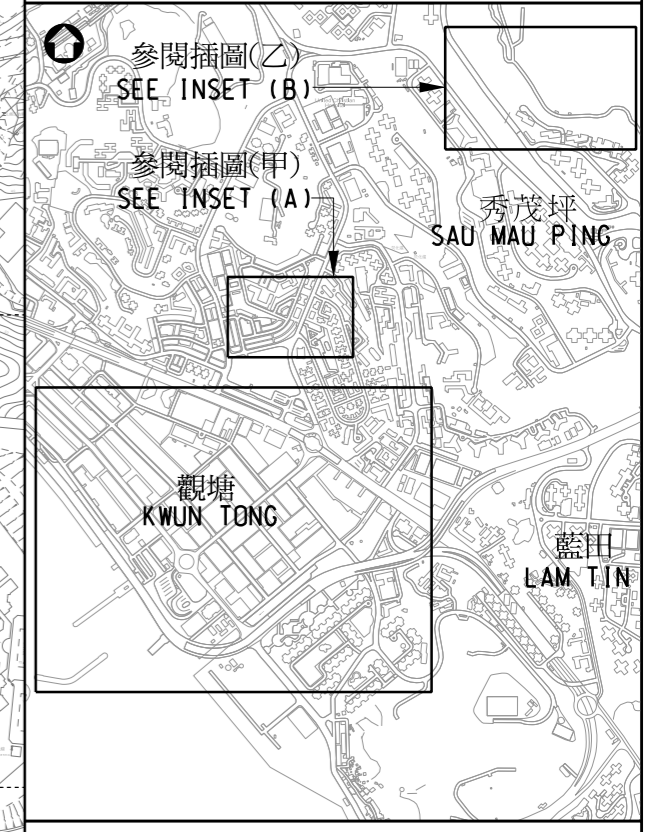 參閱插圖(乙)
SEE INSET (B)
參閱插圖(甲)
SEE INSET (A)
秀茂坪
SAU MAU PING
觀塘
KWUN TONG
藍田
LAM TIN